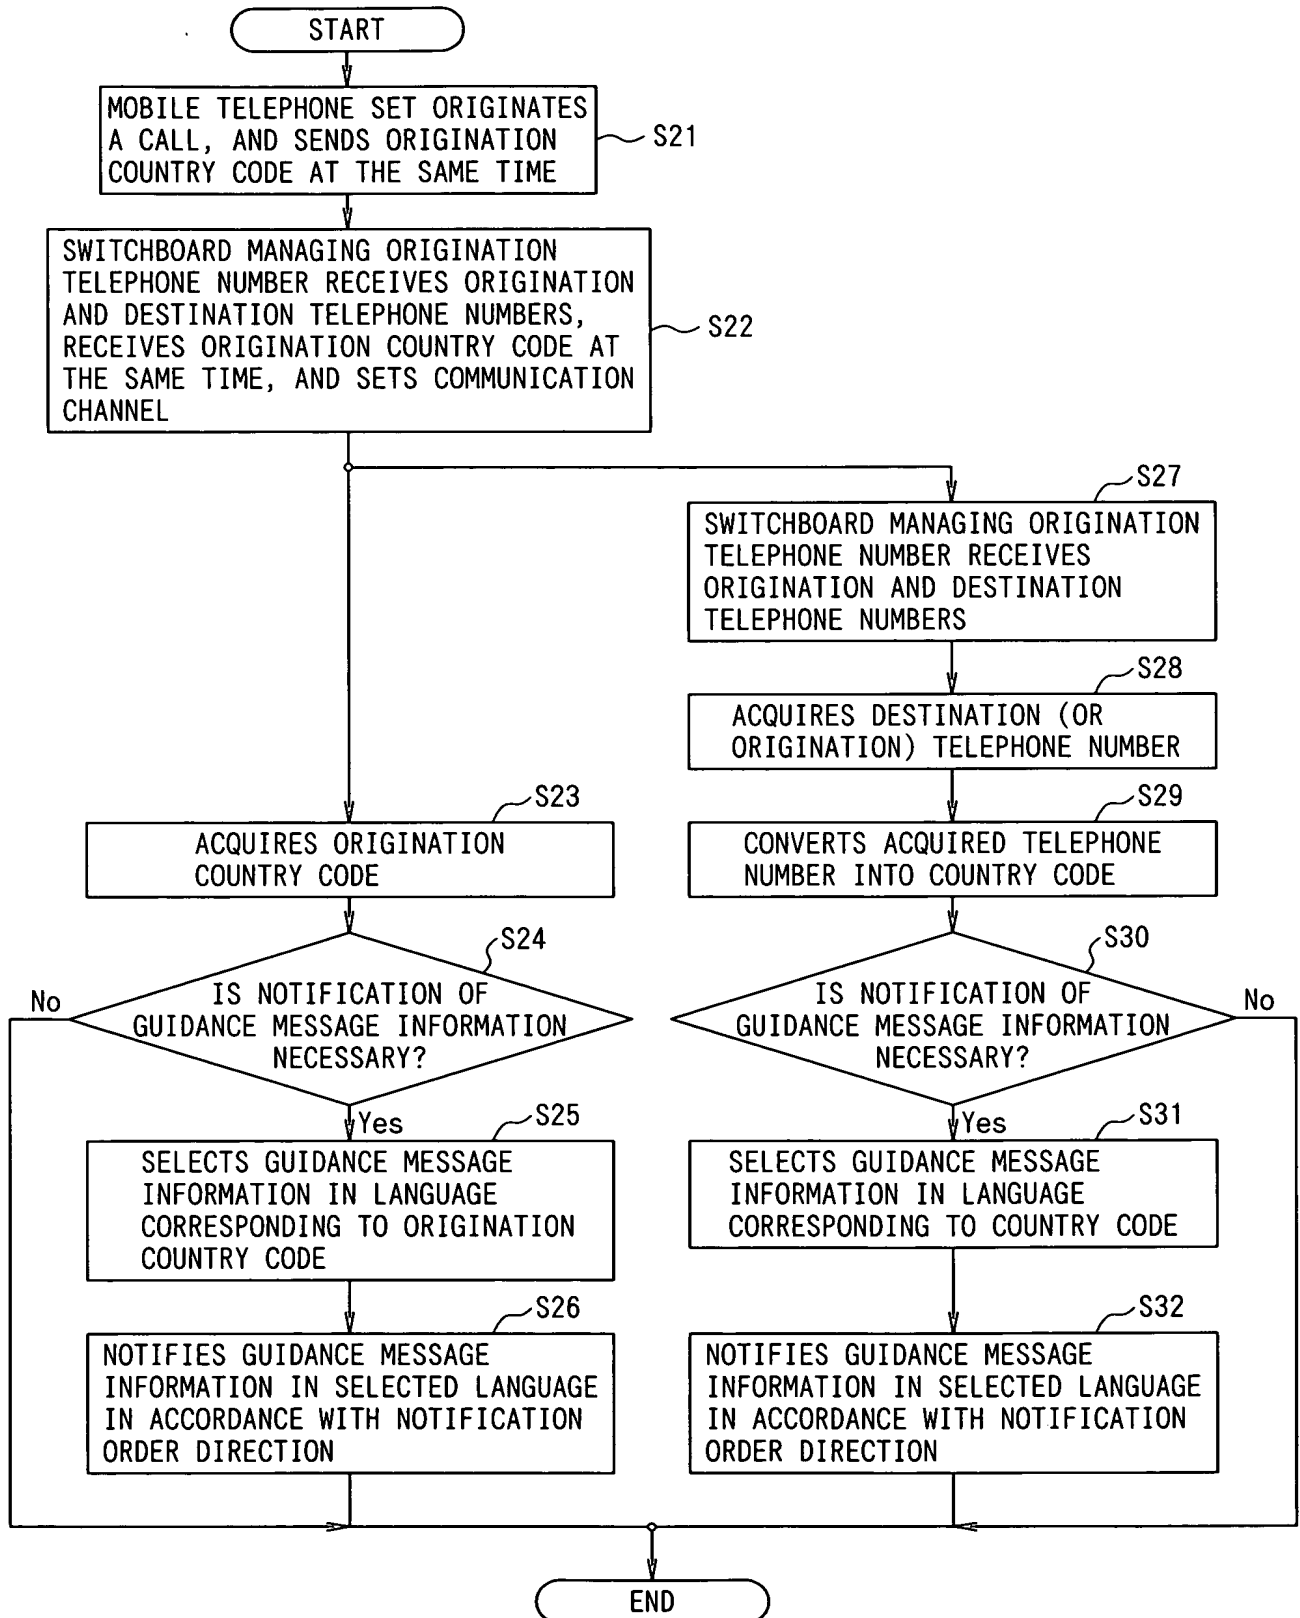 START
MOBILE TELEPHONE SET ORIGINATES
A CALL, AND SENDS ORIGINATION
COUNTRY CODE AT THE SAME TIME
S21
SWITCHBOARD MANAGING ORIGINATION
TELEPHONE NUMBER RECEIVES ORIGINATION
AND DESTINATION TELEPHONE NUMBERS,
RECEIVES ORIGINATION COUNTRY CODE AT
THE SAME TIME, AND SETS COMMUNICATION
CHANNEL
S22
S27
SWITCHBOARD MANAGING ORIGINATION
TELEPHONE NUMBER RECEIVES
ORIGINATION AND DESTINATION
TELEPHONE NUMBERS
S28
ACQUIRES DESTINATION (OR
ORIGINATION) TELEPHONE NUMBER
S23
ACQUIRES ORIGINATION
COUNTRY CODE
S29
CONVERTS ACQUIRED TELEPHONE
NUMBER INTO COUNTRY CODE
S24
No
IS NOTIFICATION OF
GUIDANCE MESSAGE INFORMATION
NECESSARY?
Yes
S30
IS NOTIFICATION OF
GUIDANCE MESSAGE INFORMATION
NECESSARY?
No
Yes
S25
SELECTS GUIDANCE MESSAGE
INFORMATION IN LANGUAGE
CORRESPONDING TO ORIGINATION
COUNTRY CODE
S31
SELECTS GUIDANCE MESSAGE
INFORMATION IN LANGUAGE
CORRESPONDING TO COUNTRY CODE
S26
NOTIFIES GUIDANCE MESSAGE
INFORMATION IN SELECTED LANGUAGE
IN ACCORDANCE WITH NOTIFICATION
ORDER DIRECTION
S32
NOTIFIES GUIDANCE MESSAGE
INFORMATION IN SELECTED LANGUAGE
IN ACCORDANCE WITH NOTIFICATION
ORDER DIRECTION
END